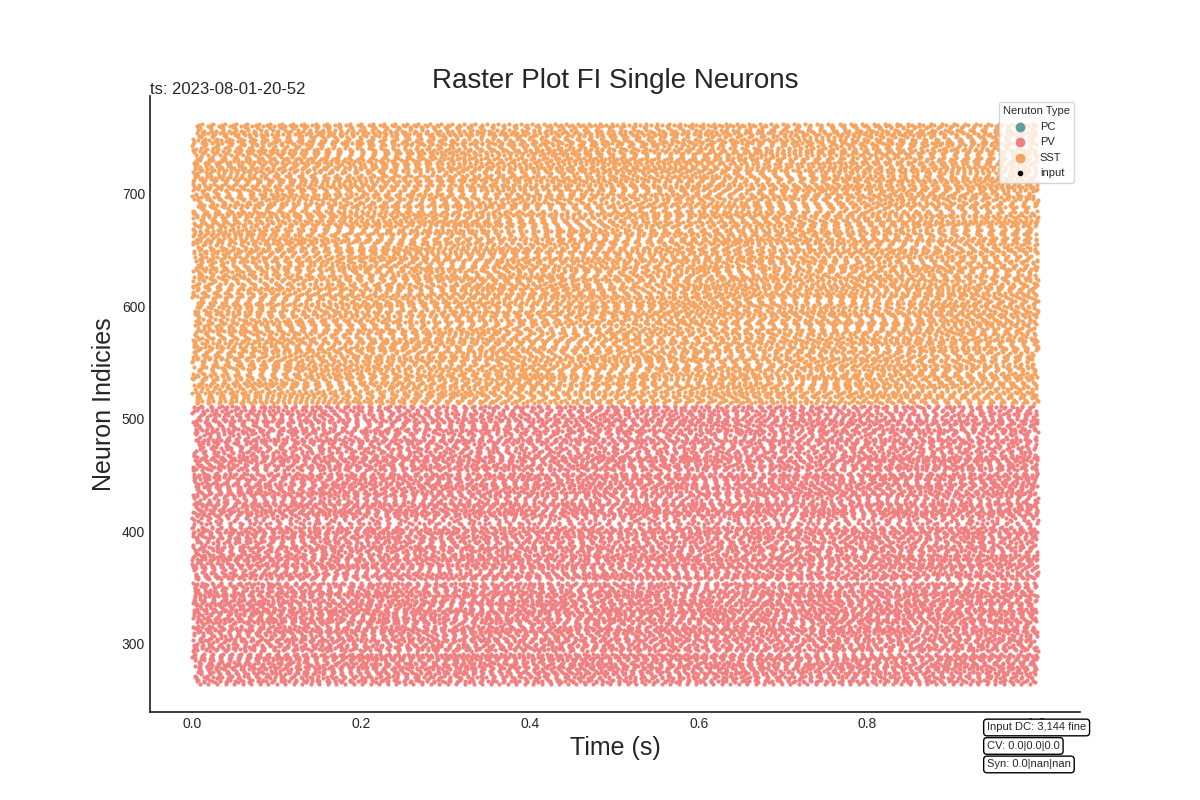 Raster Plot FI Single Neurons
ts: 2023-08-01-20-52
Neruton Type
PC
PV
SST
input
Neuron Indicies
700
600
500
400
300
0.0 0.2 0.4 0.6 0.8
Time (s)
Input DC: 3,144 fine
CV: 0.0|0.0|0.0
Syn: 0.0|nan|nan